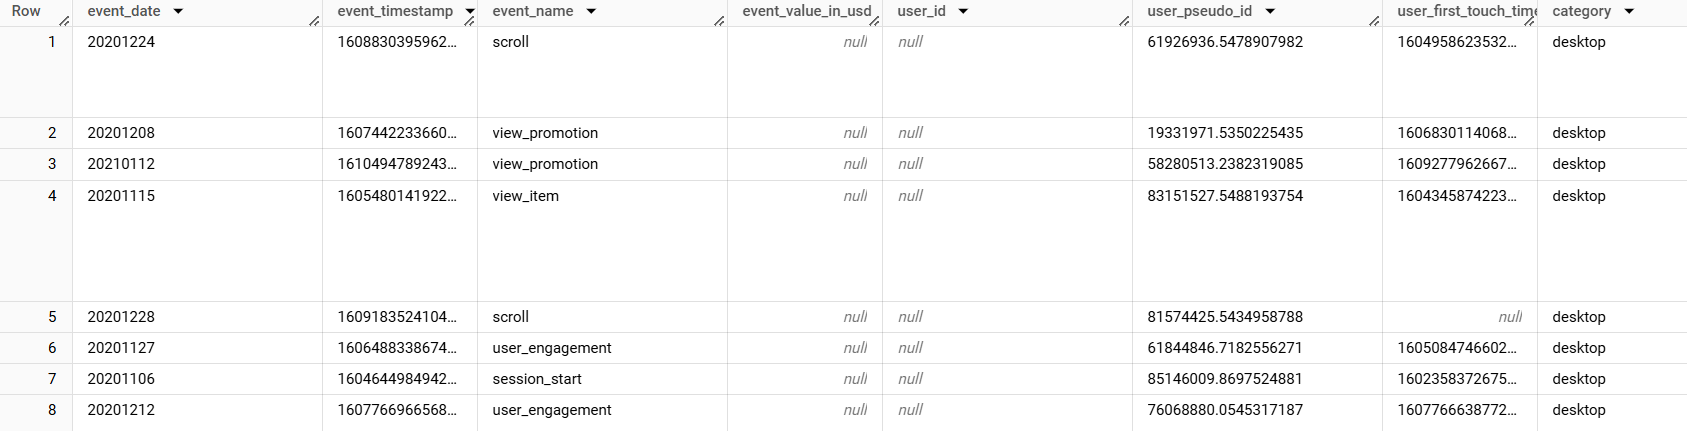 Row event_date event_timestamp event_name event_value_in_usd user_id user_pseudo_id user_first_touch_time category
1 20201224 1608830395962... scroll null null 61926936.5478907982 1604958623532... desktop
2 20201208 1607442233660... view_promotion null null 19331971.5350225435 1606830114068... desktop
3 20210112 1610494789243... view_promotion null null 58280513.2382319085 1609277962667... desktop
4 20201115 1605480141922... view_item null null 83151527.5488193754 1604345874223... desktop
5 20201228 1609183524104... scroll null null 81574425.5434958788 null desktop
6 20201127 1606488338674... user_engagement null null 61844846.7182556271 1605084746602... desktop
7 20201106 1604644984942... session_start null null 85146009.8697524881 1602358372675... desktop
8 20201212 1607766966568... user_engagement null null 76068880.0545317187 1607766638772... desktop